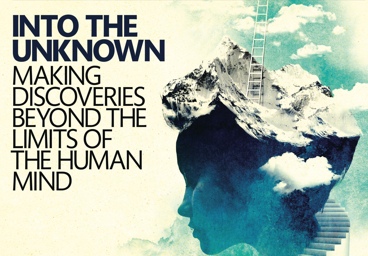 INTO THE
UNKNOWN
MAKING
DISCOVERIES
BEYOND THE
LIMITS OF
THE HUMAN
MIND